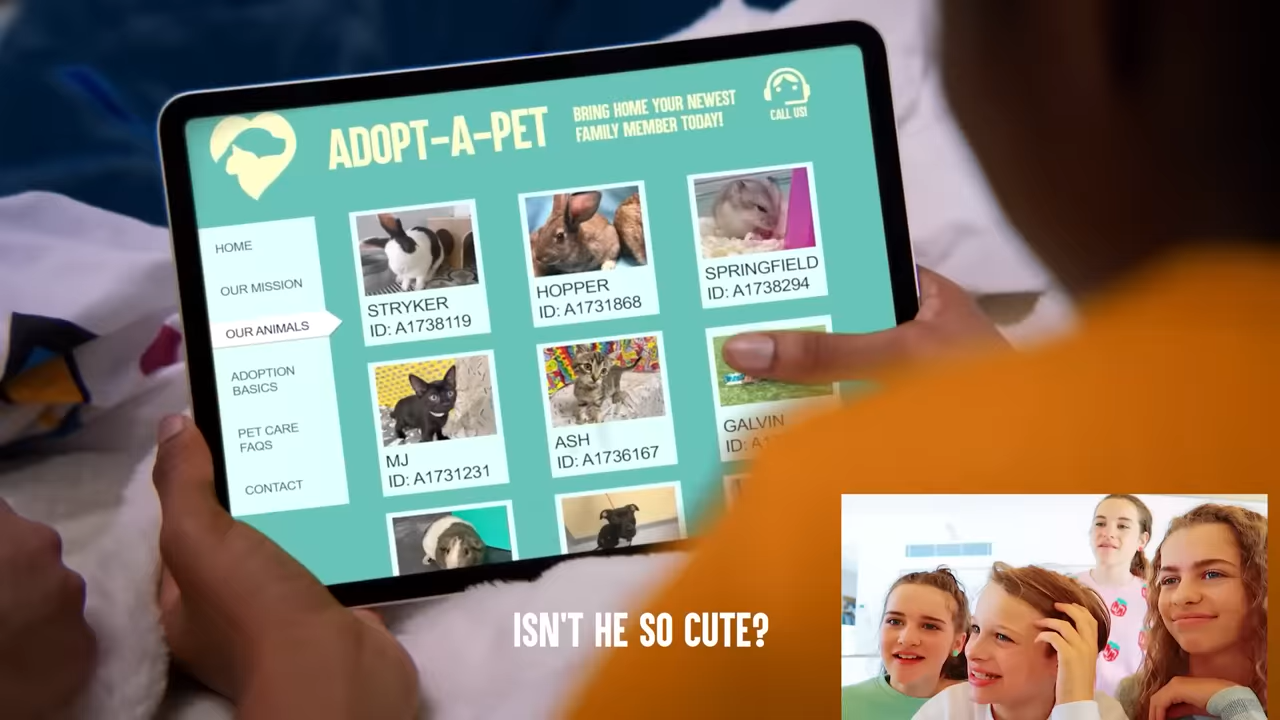 ADOPT-A-PET
BRING HOME YOUR NEWEST
FAMILY MEMBER TODAY!
CALL US!
HOME
OUR MISSION
OUR ANIMALS
ADOPTION
BASICS
PET CARE
FAQS
CONTACT
STRYKER
ID: A1738119
HOPPER
ID: A1731868
SPRINGFIELD
ID: A1738294
MJ
ID: A1731231
ASH
ID: A1736167
GALVIN
ID:
ISN'T HE SO CUTE?